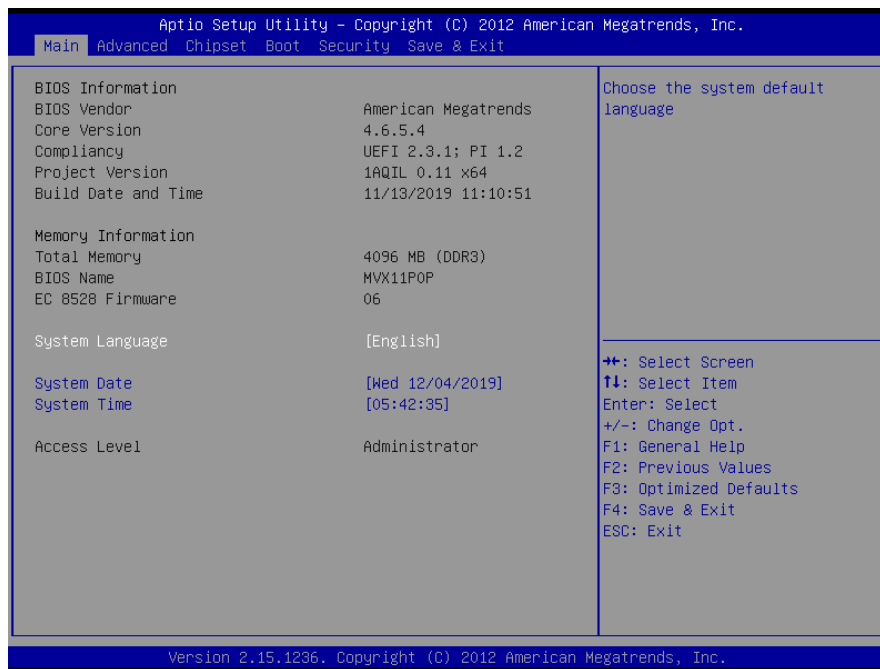 Aptio Setup Utility – Copyright (C) 2012 American Megatrends, Inc.
Main Advanced Chipset Boot Security Save & Exit
BIOS Information
BIOS Vendor American Megatrends
Core Version 4.6.5.4
Compliancy UEFI 2.3.1; PI 1.2
Project Version 1AQIL 0.11 x64
Build Date and Time 11/13/2019 11:10:51
Memory Information
Total Memory 4096 MB (DDR3)
BIOS Name MVX11P0P
EC 8528 Firmware 06
System Language [English]
System Date [Wed 12/04/2019]
System Time [05:42:35]
Access Level Administrator
Choose the system default
language
→←: Select Screen
↑↓: Select Item
Enter: Select
+/-: Change Opt.
F1: General Help
F2: Previous Values
F3: Optimized Defaults
F4: Save & Exit
ESC: Exit
Version 2.15.1236. Copyright (C) 2012 American Megatrends, Inc.